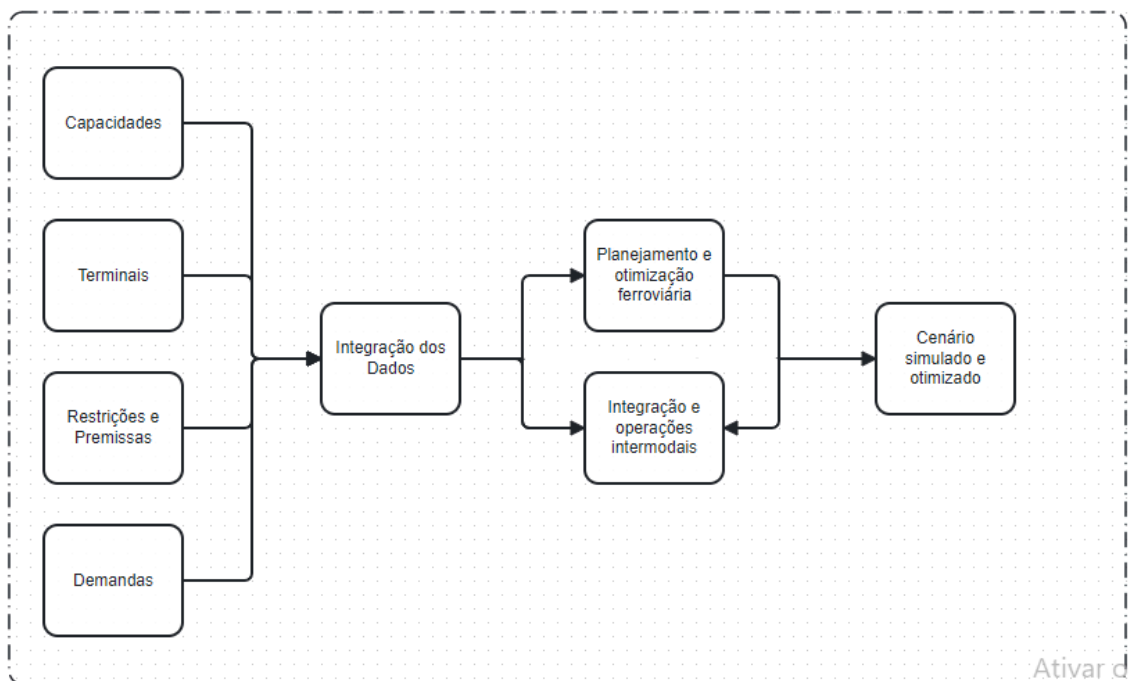 Capacidades
Terminais
Restrições e
Premissas
Demandas
Integração dos
Dados
Planejamento e
otimização
ferroviária
Integração e
operações
intermodais
Cenário
simulado e
otimizado
Ativar o